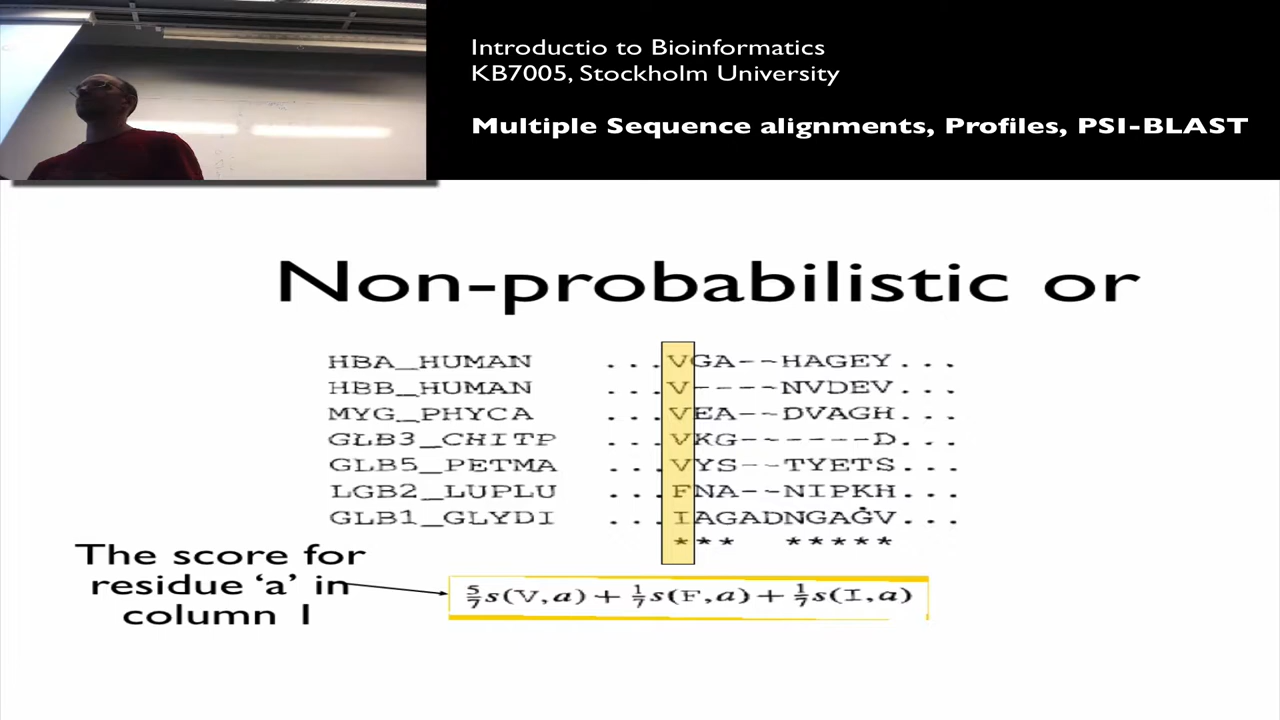 Introductio to Bioinformatics
KB7005, Stockholm University
Multiple Sequence alignments, Profiles, PSI-BLAST
Non-probabilistic or
HBA_HUMAN ...VGA--HAGEY...
HBB_HUMAN ...V----NVDEV...
MYG_PHYCA ...VEA--DVAGH...
GLB3_CHITP ...VKG------D...
GLB5_PETMA ...VYS--TYETS...
LGB2_LUPLU ...FNA--NIPKH...
GLB1_GLYDI ...IAGADNGAGV...
*** *****
The score for
residue ‘a’ in
column 1
5/7 s(V,a) + 1/7 s(F,a) + 1/7 s(I,a)